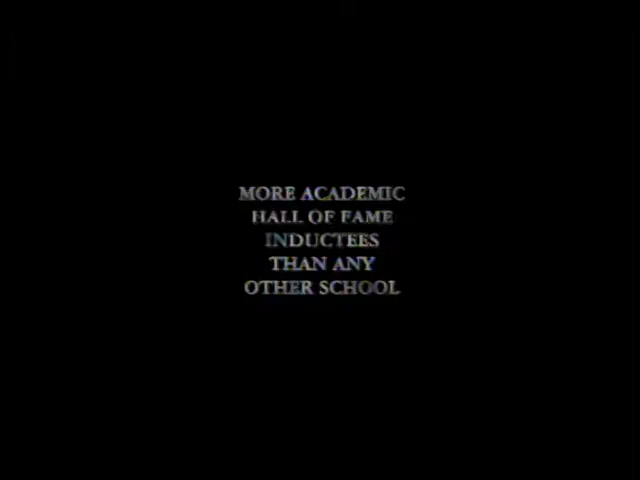 MORE ACADEMIC
HALL OF FAME
INDUCTEES
THAN ANY
OTHER SCHOOL